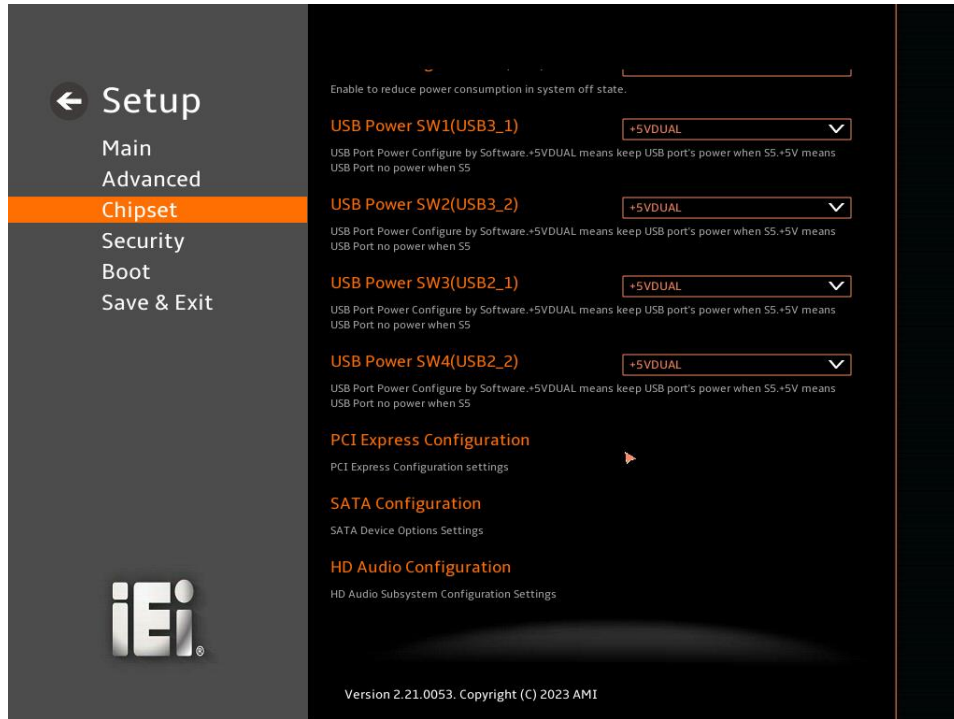 Setup
Main
Advanced
Chipset
Security
Boot
Save & Exit
iEi®
Enable to reduce power consumption in system off state.
USB Power SW1(USB3_1)
+5VDUAL
USB Port Power Configure by Software.+5VDUAL means keep USB port's power when S5.+5V means
USB Port no power when S5
USB Power SW2(USB3_2)
+5VDUAL
USB Port Power Configure by Software.+5VDUAL means keep USB port's power when S5.+5V means
USB Port no power when S5
USB Power SW3(USB2_1)
+5VDUAL
USB Port Power Configure by Software.+5VDUAL means keep USB port's power when S5.+5V means
USB Port no power when S5
USB Power SW4(USB2_2)
+5VDUAL
USB Port Power Configure by Software.+5VDUAL means keep USB port's power when S5.+5V means
USB Port no power when S5
PCI Express Configuration
PCI Express Configuration settings
SATA Configuration
SATA Device Options Settings
HD Audio Configuration
HD Audio Subsystem Configuration Settings
Version 2.21.0053. Copyright (C) 2023 AMI